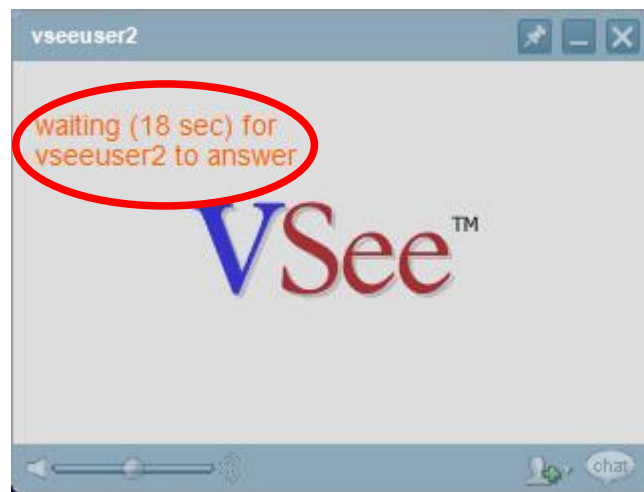 vseeuser2
waiting (18 sec) for
vseeuser2 to answer
VSee™
chat